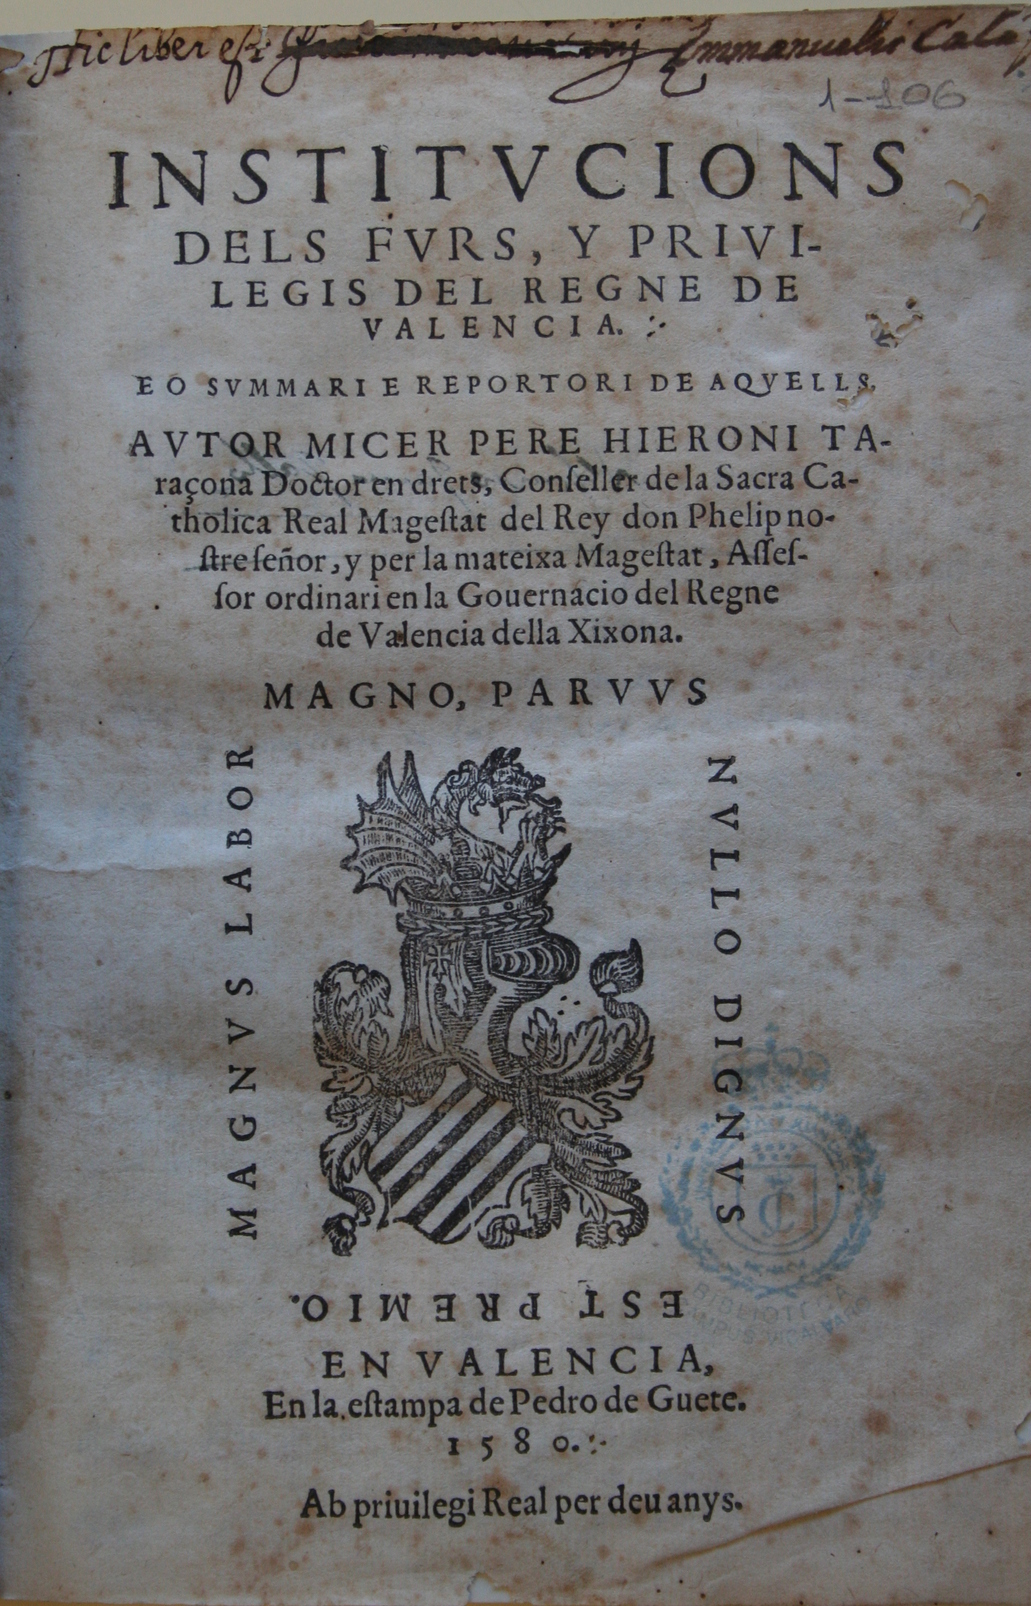 Hic liber est Emmanuelis Cala
1-106
INSTITVCIONS
DELS FVRS, Y PRIVI-
LEGIS DEL REGNE DE
VALENCIA.
EO SVMMARI E REPORTORI DE AQVELLS.
AVTOR MICER PERE HIERONI TA-
raçona Doctor en drets, Conſeller de la Sacra Ca-
tholica Real Mageſtat del Rey don Phelip no-
ſtre ſeñor, y per la mateixa Mageſtat, Aſſeſ-
ſor ordinari en la Gouernacio del Regne
de Valencia della Xixona.
MAGNO, PARVVS
MAGNVS LABOR
NVLLO DIGNVS
EST PREMIO.
BIBLIOTECA
EN VALENCIA,
En la eſtampa de Pedro de Guete.
1580.
Ab priuilegi Real per deu anys.